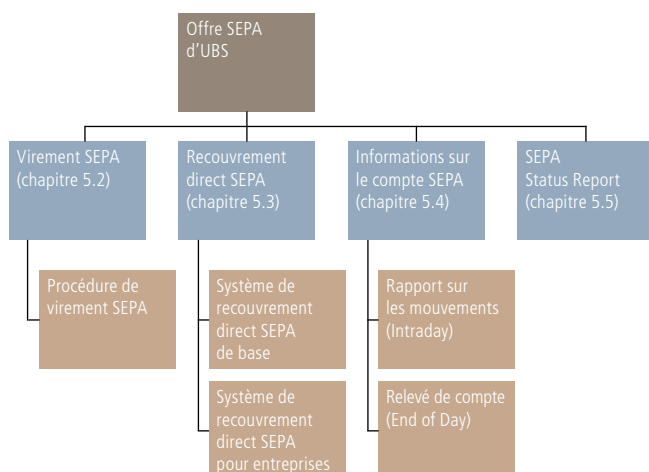 Offre SEPA
d’UBS
Virement SEPA
(chapitre 5.2)
Recouvrement
direct SEPA
(chapitre 5.3)
Informations sur
le compte SEPA
(chapitre 5.4)
SEPA
Status Report
(chapitre 5.5)
Procédure de
virement SEPA
Système de
recouvrement
direct SEPA
de base
Rapport sur
les mouvements
(Intraday)
Système de
recouvrement
direct SEPA
pour entreprises
Relevé de compte
(End of Day)